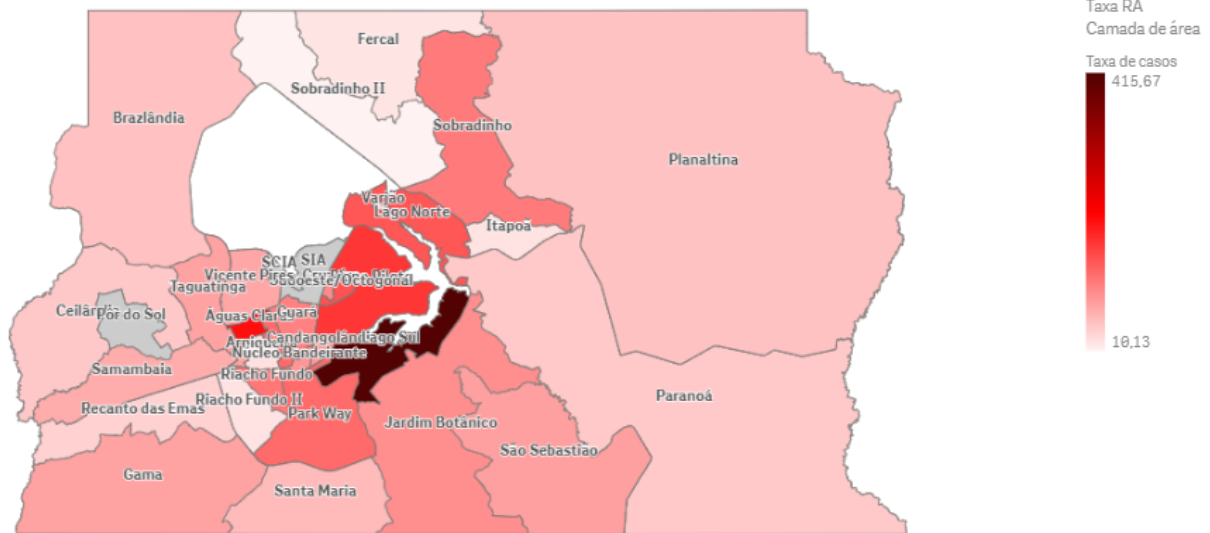 Taxa RA
Camada de área
Taxa de casos
415,67
10,13
Fercal
Sobradinho II
Brazlândia
Sobradinho
Planaltina
Varjão
Lago Norte
Itapoã
SCIA
SIA
Vicente Pires
Sudoeste/Octogonal
Taguatinga
Ceilândia
Pôr do Sol
Águas Claras
Guará
Candangolândia
Lago Sul
Arniqueira
Núcleo Bandeirante
Samambaia
Riacho Fundo
Riacho Fundo II
Recanto das Emas
Park Way
Paranoá
Jardim Botânico
São Sebastião
Gama
Santa Maria